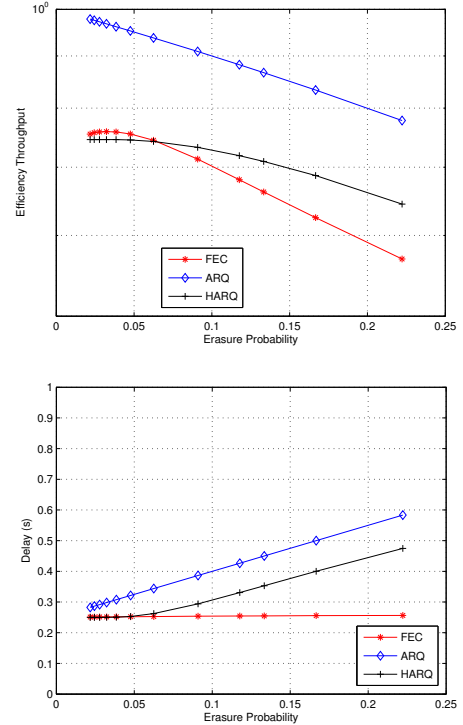 10⁰
Efficiency Throughput
FEC
ARQ
HARQ
0 0.05 0.1 0.15 0.2 0.25
Erasure Probability
1
0.9
0.8
0.7
0.6
0.5
0.4
0.3
0.2
0.1
0
Delay (s)
FEC
ARQ
HARQ
0 0.05 0.1 0.15 0.2 0.25
Erasure Probability